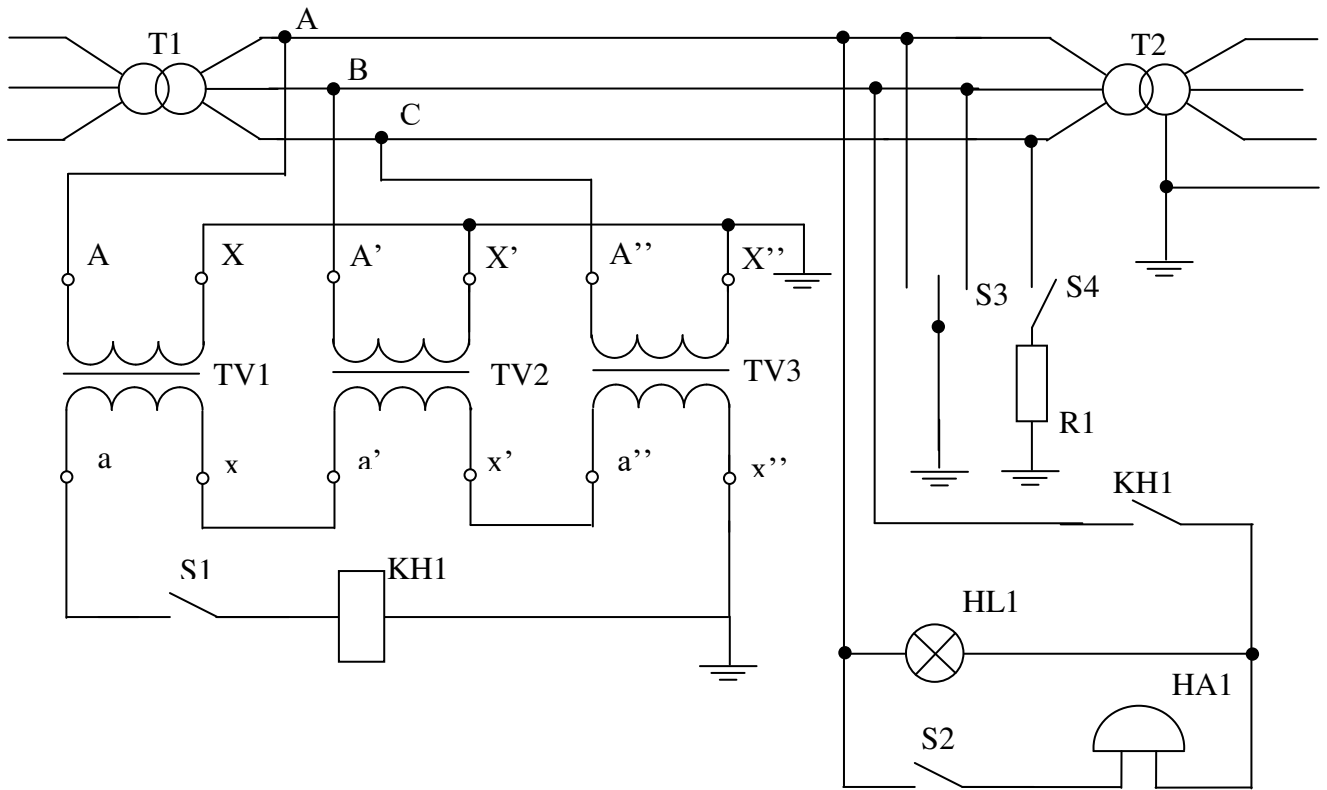 A
T1
T2
B
C
A
X
A’
X’
A’’
X’’
S3
S4
TV1
TV2
TV3
R1
a
x
a’
x’
a’’
x’’
KH1
S1
KH1
HL1
HA1
S2